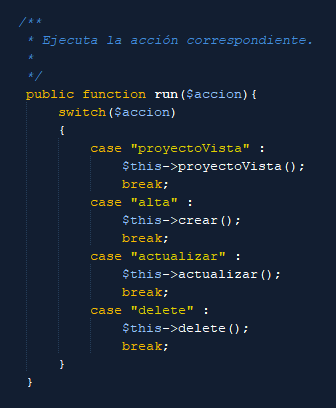 /**
 * Ejecuta la acción correspondiente.
 *
 */
public function run($accion){
    switch($accion)
    {
        case "proyectoVista" :
            $this->proyectoVista();
            break;
        case "alta" :
            $this->crear();
            break;
        case "actualizar" :
            $this->actualizar();
            break;
        case "delete" :
            $this->delete();
            break;
    }
}